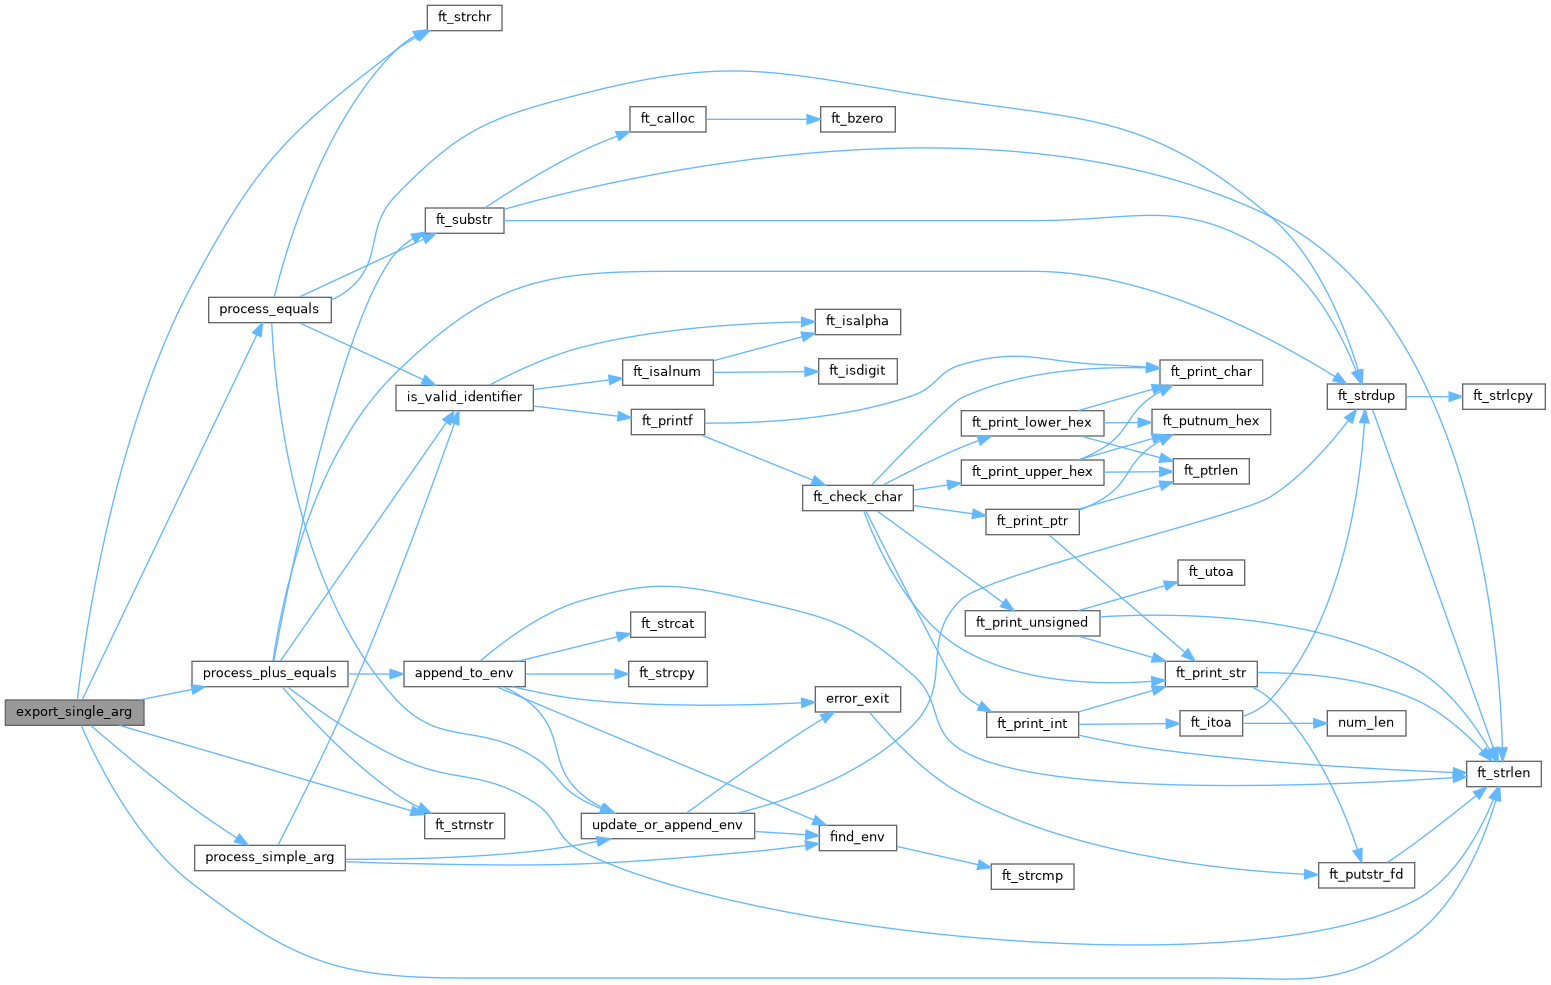 ft_strchr
ft_calloc
ft_bzero
ft_substr
process_equals
ft_isalpha
ft_isalnum
ft_isdigit
ft_print_char
is_valid_identifier
ft_strdup
ft_strlcpy
ft_printf
ft_print_lower_hex
ft_putnum_hex
ft_print_upper_hex
ft_ptrlen
ft_check_char
ft_print_ptr
ft_utoa
ft_print_unsigned
ft_strcat
process_plus_equals
append_to_env
ft_strcpy
ft_print_str
error_exit
export_single_arg
ft_print_int
ft_itoa
num_len
ft_strlen
ft_strnstr
update_or_append_env
find_env
process_simple_arg
ft_strcmp
ft_putstr_fd